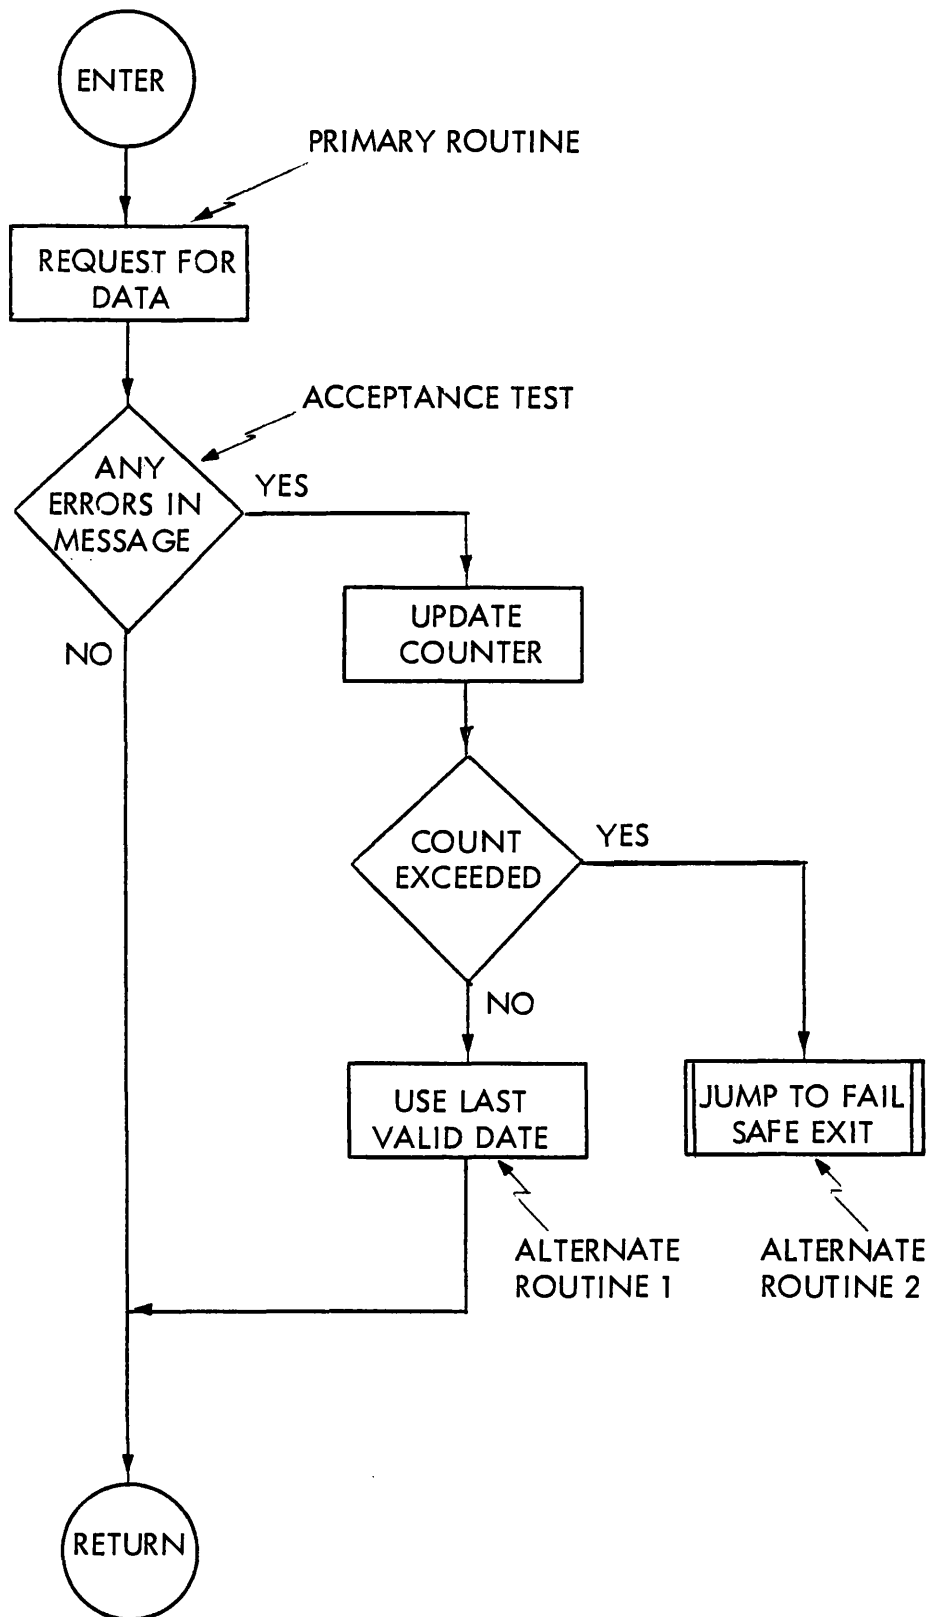 ENTER
PRIMARY ROUTINE
REQUEST FOR
DATA
ACCEPTANCE TEST
ANY
ERRORS IN
MESSAGE
YES
NO
UPDATE
COUNTER
COUNT
EXCEEDED
YES
NO
USE LAST
VALID DATE
JUMP TO FAIL
SAFE EXIT
ALTERNATE
ROUTINE 1
ALTERNATE
ROUTINE 2
RETURN